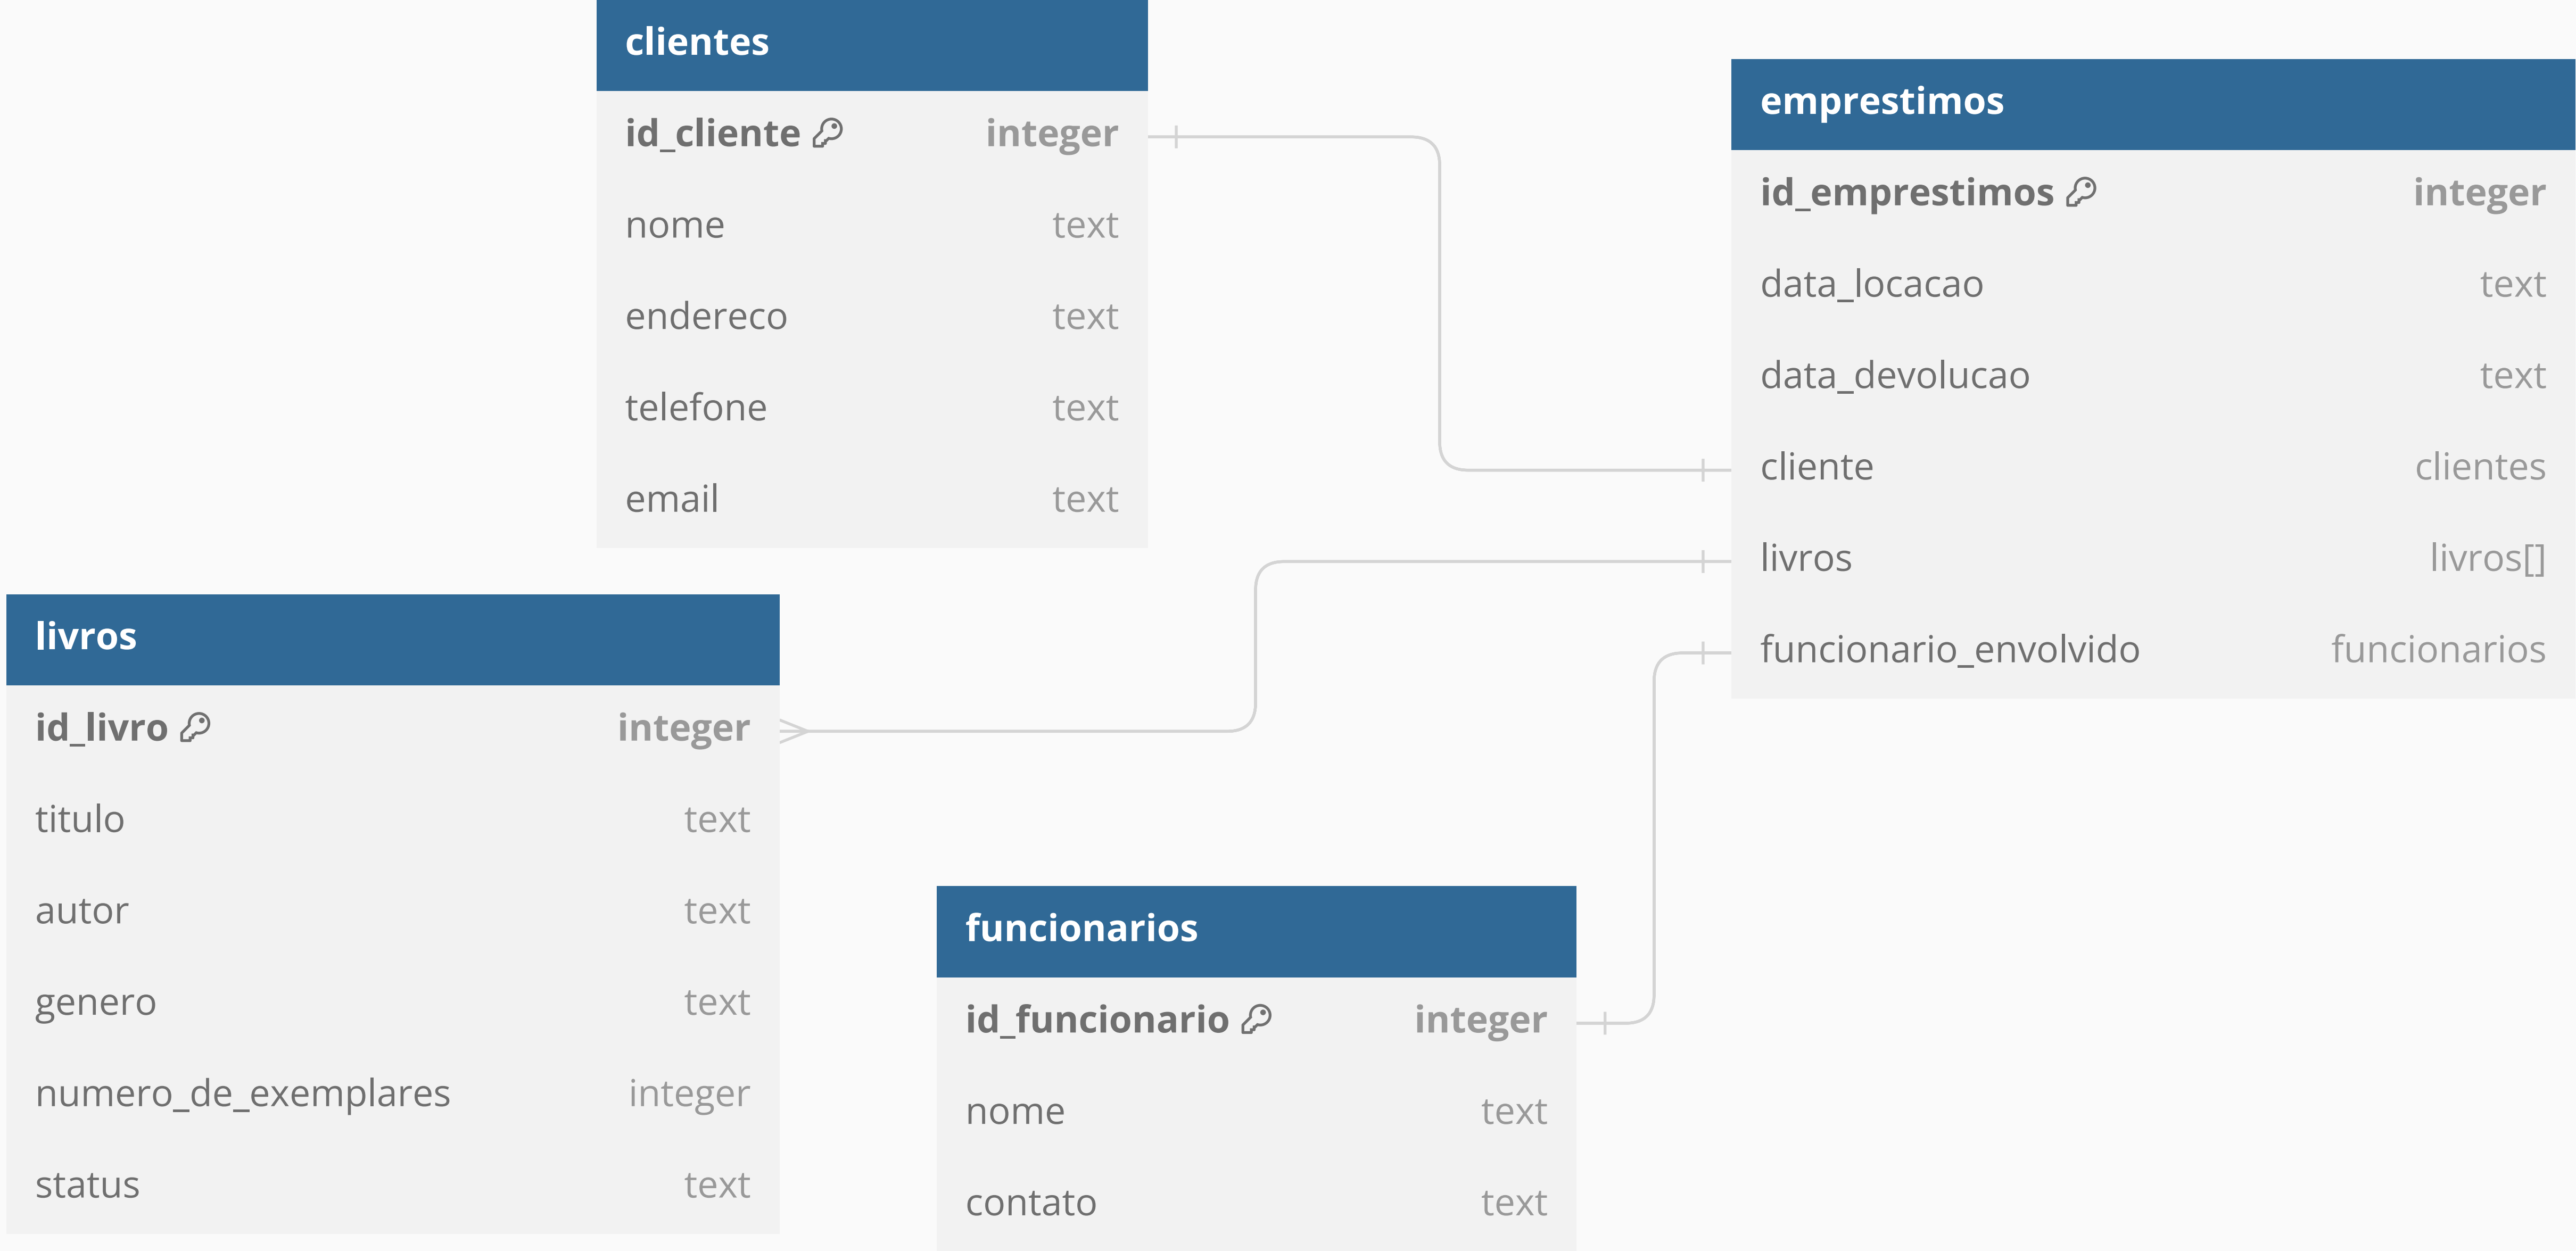 clientes
id_cliente integer
nome text
endereco text
telefone text
email text
emprestimos
id_emprestimos integer
data_locacao text
data_devolucao text
cliente clientes
livros livros[]
funcionario_envolvido funcionarios
livros
id_livro integer
titulo text
autor text
genero text
numero_de_exemplares integer
status text
funcionarios
id_funcionario integer
nome text
contato text